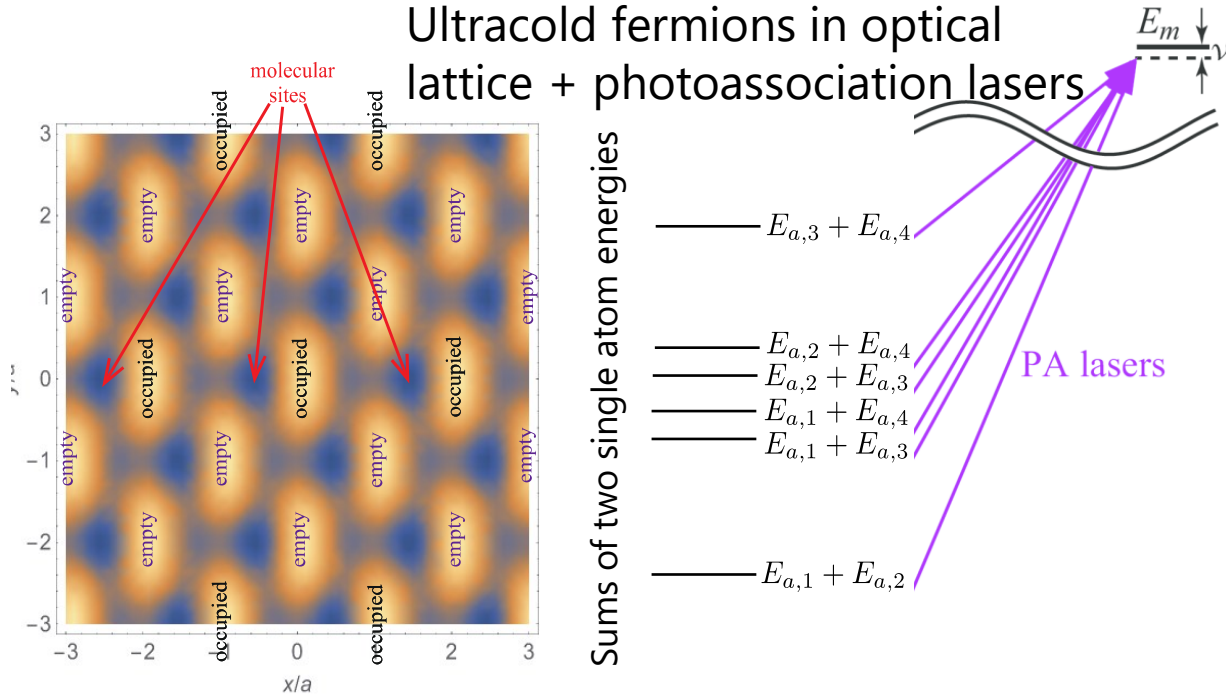 Ultracold fermions in optical
lattice + photoassociation lasers
E_m
ν
molecular
sites
occupied
occupied
empty
empty
empty
empty
empty
empty
empty
occupied
occupied
occupied
empty
empty
empty
empty
empty
empty
empty
occupied
occupied
3
2
1
0
-1
-2
-3
y/a
-3
-2
-1
0
1
2
3
x/a
Sums of two single atom energies
E_{a,3} + E_{a,4}
E_{a,2} + E_{a,4}
E_{a,2} + E_{a,3}
E_{a,1} + E_{a,4}
E_{a,1} + E_{a,3}
E_{a,1} + E_{a,2}
PA lasers